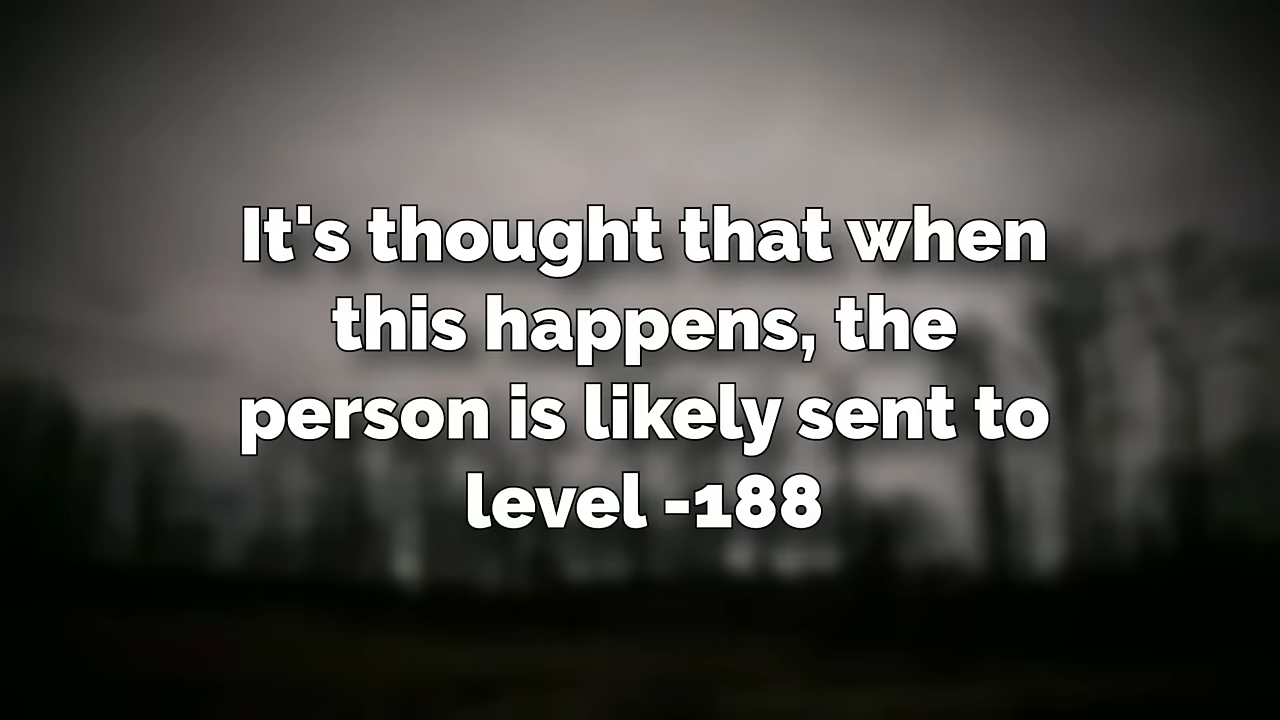 It's thought that when
this happens, the
person is likely sent to
level -188